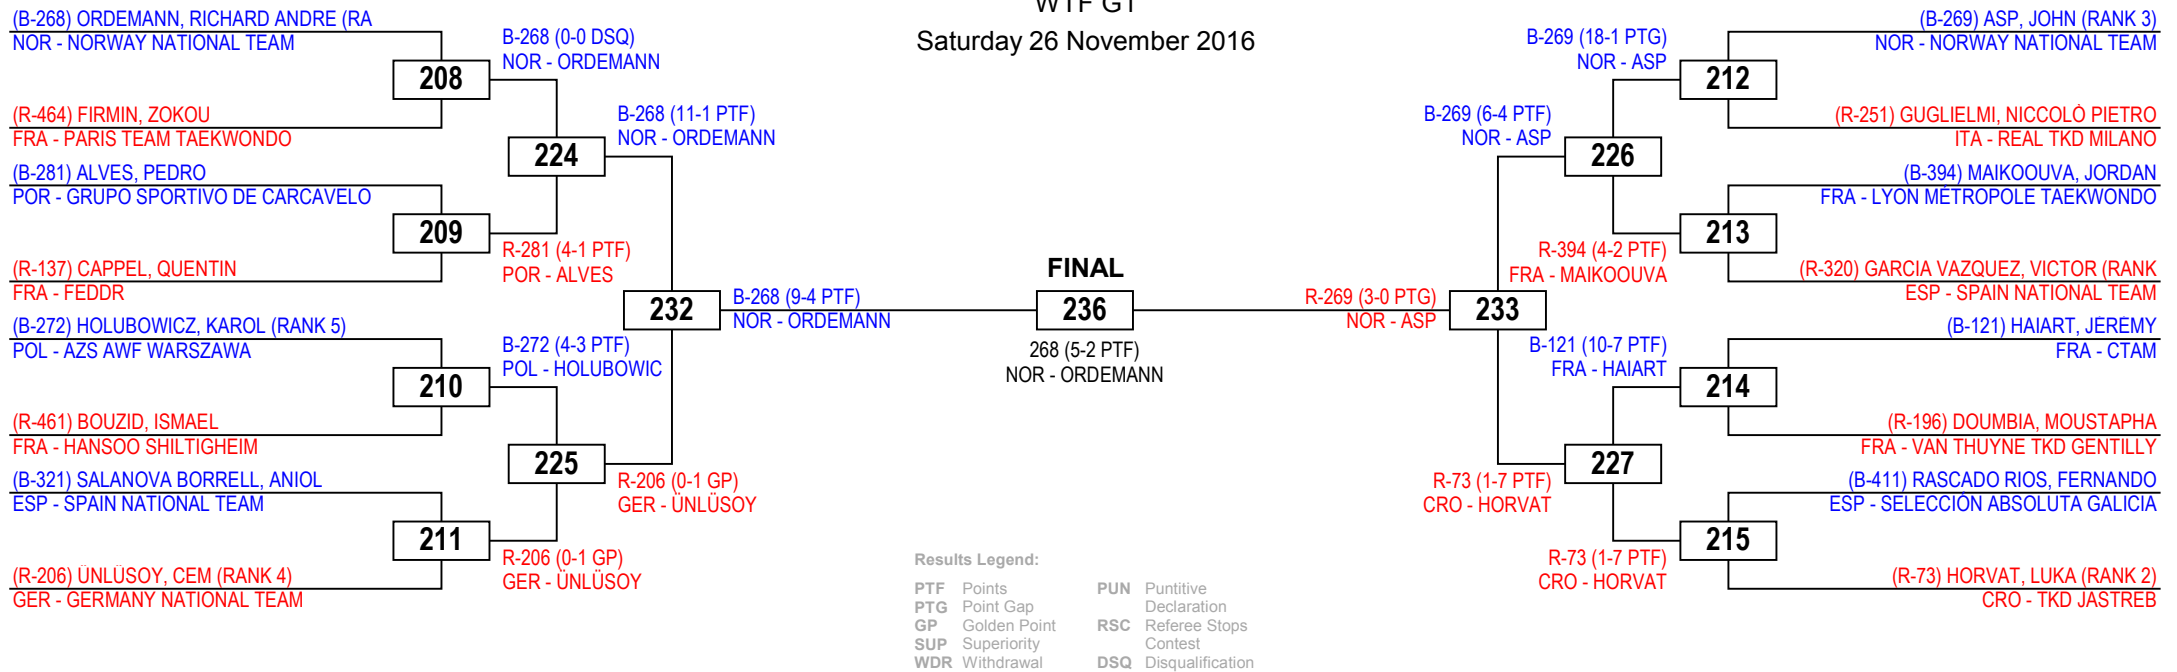 WTF G1
Saturday 26 November 2016
(B-268) ORDEMANN, RICHARD ANDRE (RA
NOR - NORWAY NATIONAL TEAM
208
(R-464) FIRMIN, ZOKOU
FRA - PARIS TEAM TAEKWONDO
(B-281) ALVES, PEDRO
POR - GRUPO SPORTIVO DE CARCAVELO
209
(R-137) CAPPEL, QUENTIN
FRA - FEDDR
(B-272) HOLUBOWICZ, KAROL (RANK 5)
POL - AZS AWF WARSZAWA
210
(R-461) BOUZID, ISMAEL
FRA - HANSOO SHILTIGHEIM
(B-321) SALANOVA BORRELL, ANIOL
ESP - SPAIN NATIONAL TEAM
211
(R-206) ÜNLÜSOY, CEM (RANK 4)
GER - GERMANY NATIONAL TEAM
B-268 (0-0 DSQ)
NOR - ORDEMANN
224
R-281 (4-1 PTF)
POR - ALVES
B-272 (4-3 PTF)
POL - HOLUBOWIC
225
R-206 (0-1 GP)
GER - ÜNLÜSOY
B-268 (11-1 PTF)
NOR - ORDEMANN
232
R-206 (0-1 GP)
GER - ÜNLÜSOY
B-268 (9-4 PTF)
NOR - ORDEMANN
FINAL
236
268 (5-2 PTF)
NOR - ORDEMANN
R-269 (3-0 PTG)
NOR - ASP
233
B-269 (6-4 PTF)
NOR - ASP
R-73 (1-7 PTF)
CRO - HORVAT
B-269 (18-1 PTG)
NOR - ASP
226
R-394 (4-2 PTF)
FRA - MAIKOOUVA
B-121 (10-7 PTF)
FRA - HAIART
227
R-73 (1-7 PTF)
CRO - HORVAT
(B-269) ASP, JOHN (RANK 3)
NOR - NORWAY NATIONAL TEAM
212
(R-251) GUGLIELMI, NICCOLÒ PIETRO
ITA - REAL TKD MILANO
(B-394) MAIKOOUVA, JORDAN
FRA - LYON MÉTROPOLE TAEKWONDO
213
(R-320) GARCIA VAZQUEZ, VICTOR (RANK
ESP - SPAIN NATIONAL TEAM
(B-121) HAIART, JÉRÉMY
FRA - CTAM
214
(R-196) DOUMBIA, MOUSTAPHA
FRA - VAN THUYNE TKD GENTILLY
(B-411) RASCADO RIOS, FERNANDO
ESP - SELECCIÓN ABSOLUTA GALICIA
215
(R-73) HORVAT, LUKA (RANK 2)
CRO - TKD JASTREB
Results Legend:
PTF Points
PTG Point Gap
GP Golden Point
SUP Superiority
WDR Withdrawal
PUN Puntitive
Declaration
RSC Referee Stops
Contest
DSQ Disqualification